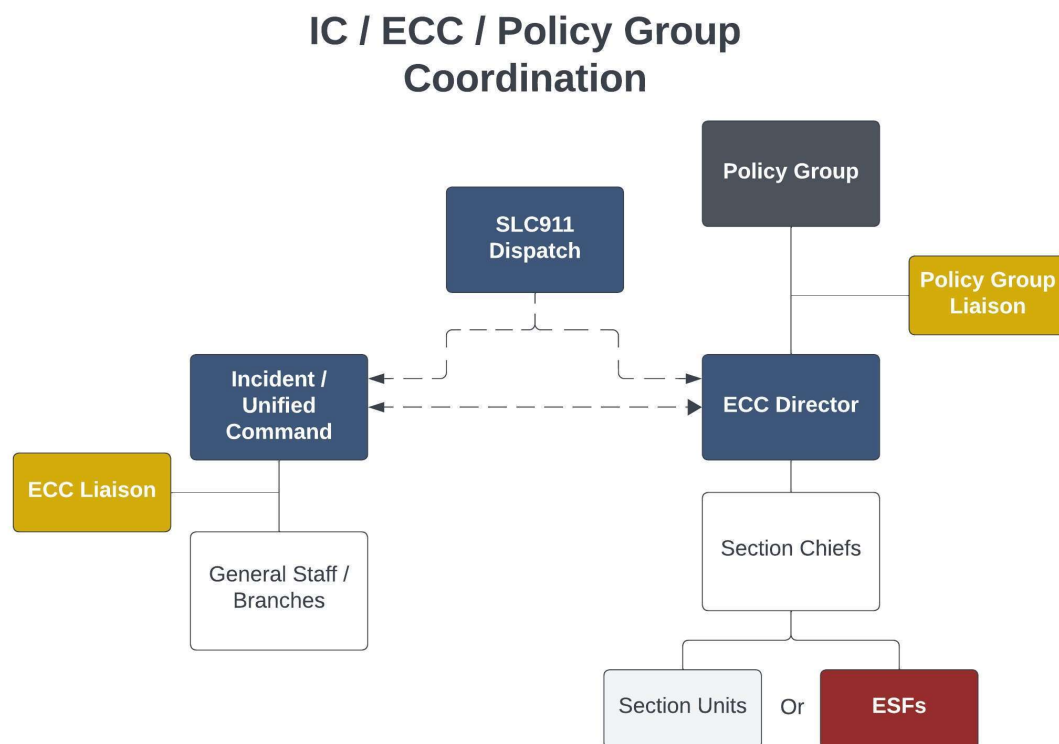 IC / ECC / Policy Group
Coordination
Policy Group
SLC911
Dispatch
Policy Group
Liaison
Incident /
Unified
Command
ECC Director
ECC Liaison
Section Chiefs
General Staff /
Branches
Section Units
Or
ESFs